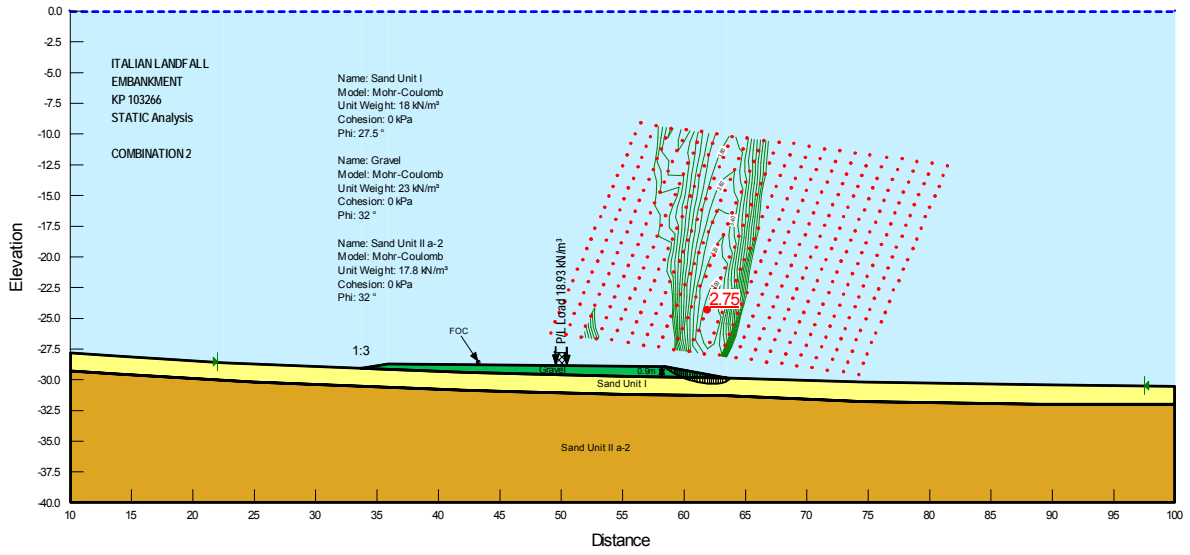 ITALIAN LANDFALL
EMBANKMENT
KP 103266
STATIC Analysis
COMBINATION 2
Name: Sand Unit I
Model: Mohr-Coulomb
Unit Weight: 18 kN/m³
Cohesion: 0 kPa
Phi: 27.5 °
Name: Gravel
Model: Mohr-Coulomb
Unit Weight: 23 kN/m³
Cohesion: 0 kPa
Phi: 32 °
Name: Sand Unit II a-2
Model: Mohr-Coulomb
Unit Weight: 17.8 kN/m³
Cohesion: 0 kPa
Phi: 32 °
P/L Load 18.93 kN/m³
2.75
1:3
FOC
Gravel
0.9m
Sand Unit I
Sand Unit II a-2
Elevation
0.0
-2.5
-5.0
-7.5
-10.0
-12.5
-15.0
-17.5
-20.0
-22.5
-25.0
-27.5
-30.0
-32.5
-35.0
-37.5
-40.0
10 15 20 25 30 35 40 45 50 55 60 65 70 75 80 85 90 95 100
Distance